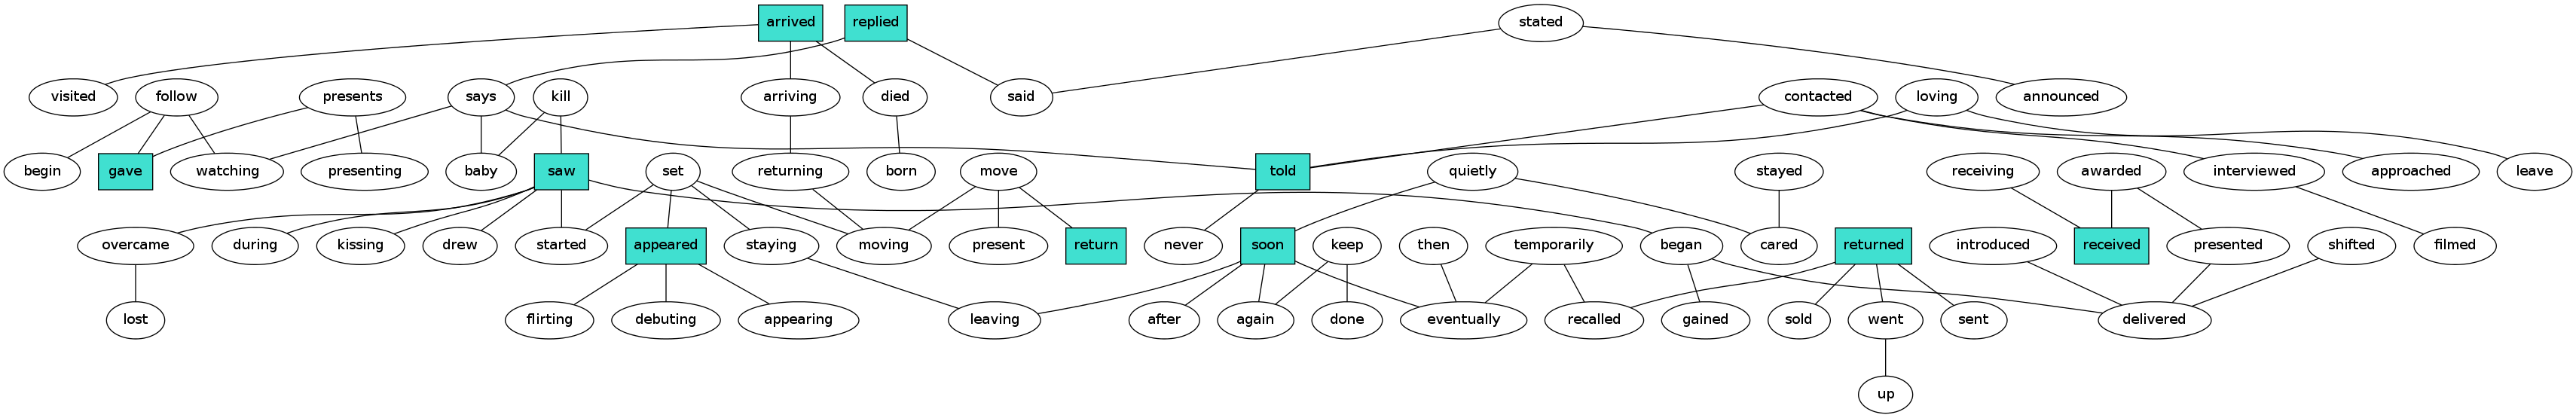 arrived replied stated
visited follow presents says kill arriving died said contacted loving announced
begin gave watching presenting baby saw set returning born move told quietly stayed receiving awarded interviewed approached leave
overcame during kissing drew started appeared staying moving present return never soon keep then temporarily began cared returned introduced received presented shifted filmed
lost flirting debuting appearing leaving after again done eventually recalled gained sold went sent delivered
up